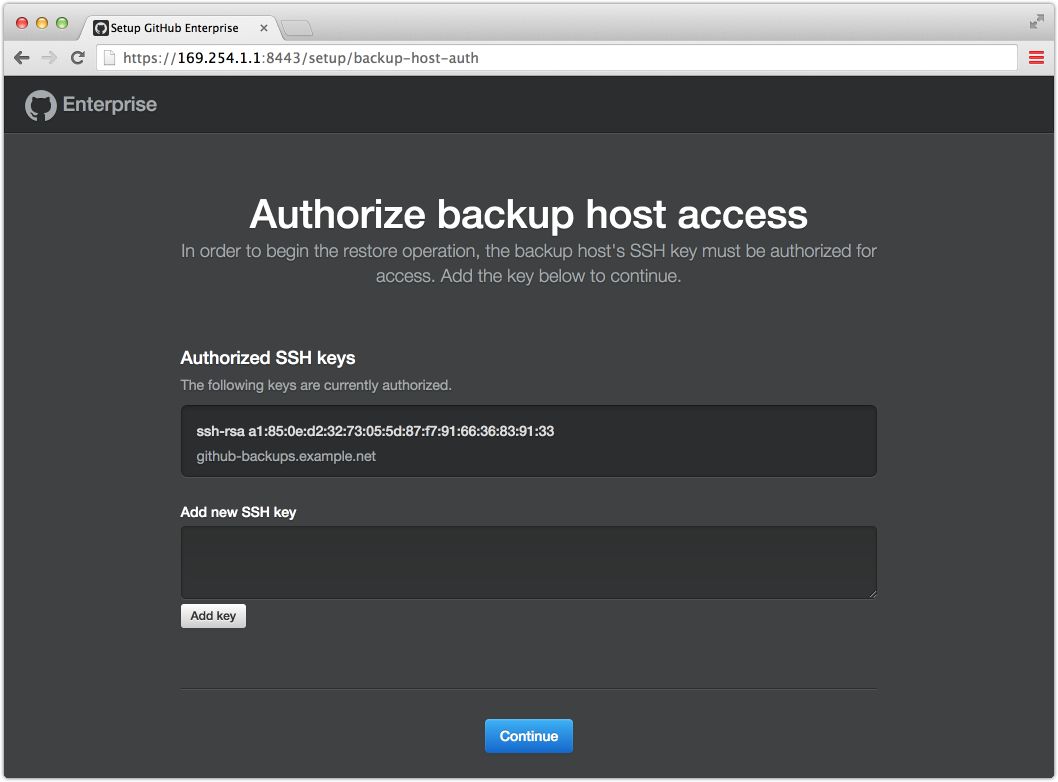 Setup GitHub Enterprise
https://169.254.1.1:8443/setup/backup-host-auth
Enterprise
Authorize backup host access
In order to begin the restore operation, the backup host's SSH key must be authorized for
access. Add the key below to continue.
Authorized SSH keys
The following keys are currently authorized.
ssh-rsa a1:85:0e:d2:32:73:05:5d:87:f7:91:66:36:83:91:33
github-backups.example.net
Add new SSH key
Add key
Continue